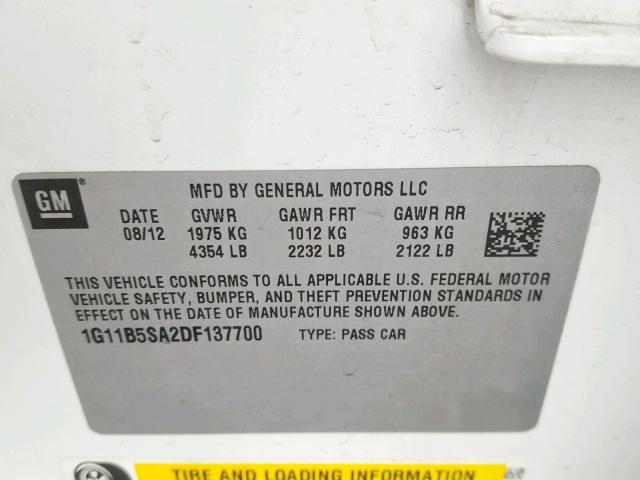 GM®
MFD BY GENERAL MOTORS LLC
DATE GVWR GAWR FRT GAWR RR
08/12 1975 KG 1012 KG 963 KG
4354 LB 2232 LB 2122 LB
THIS VEHICLE CONFORMS TO ALL APPLICABLE U.S. FEDERAL MOTOR
VEHICLE SAFETY, BUMPER, AND THEFT PREVENTION STANDARDS IN
EFFECT ON THE DATE OF MANUFACTURE SHOWN ABOVE.
1G11B5SA2DF137700 TYPE: PASS CAR
TIRE AND LOADING INFORMATION